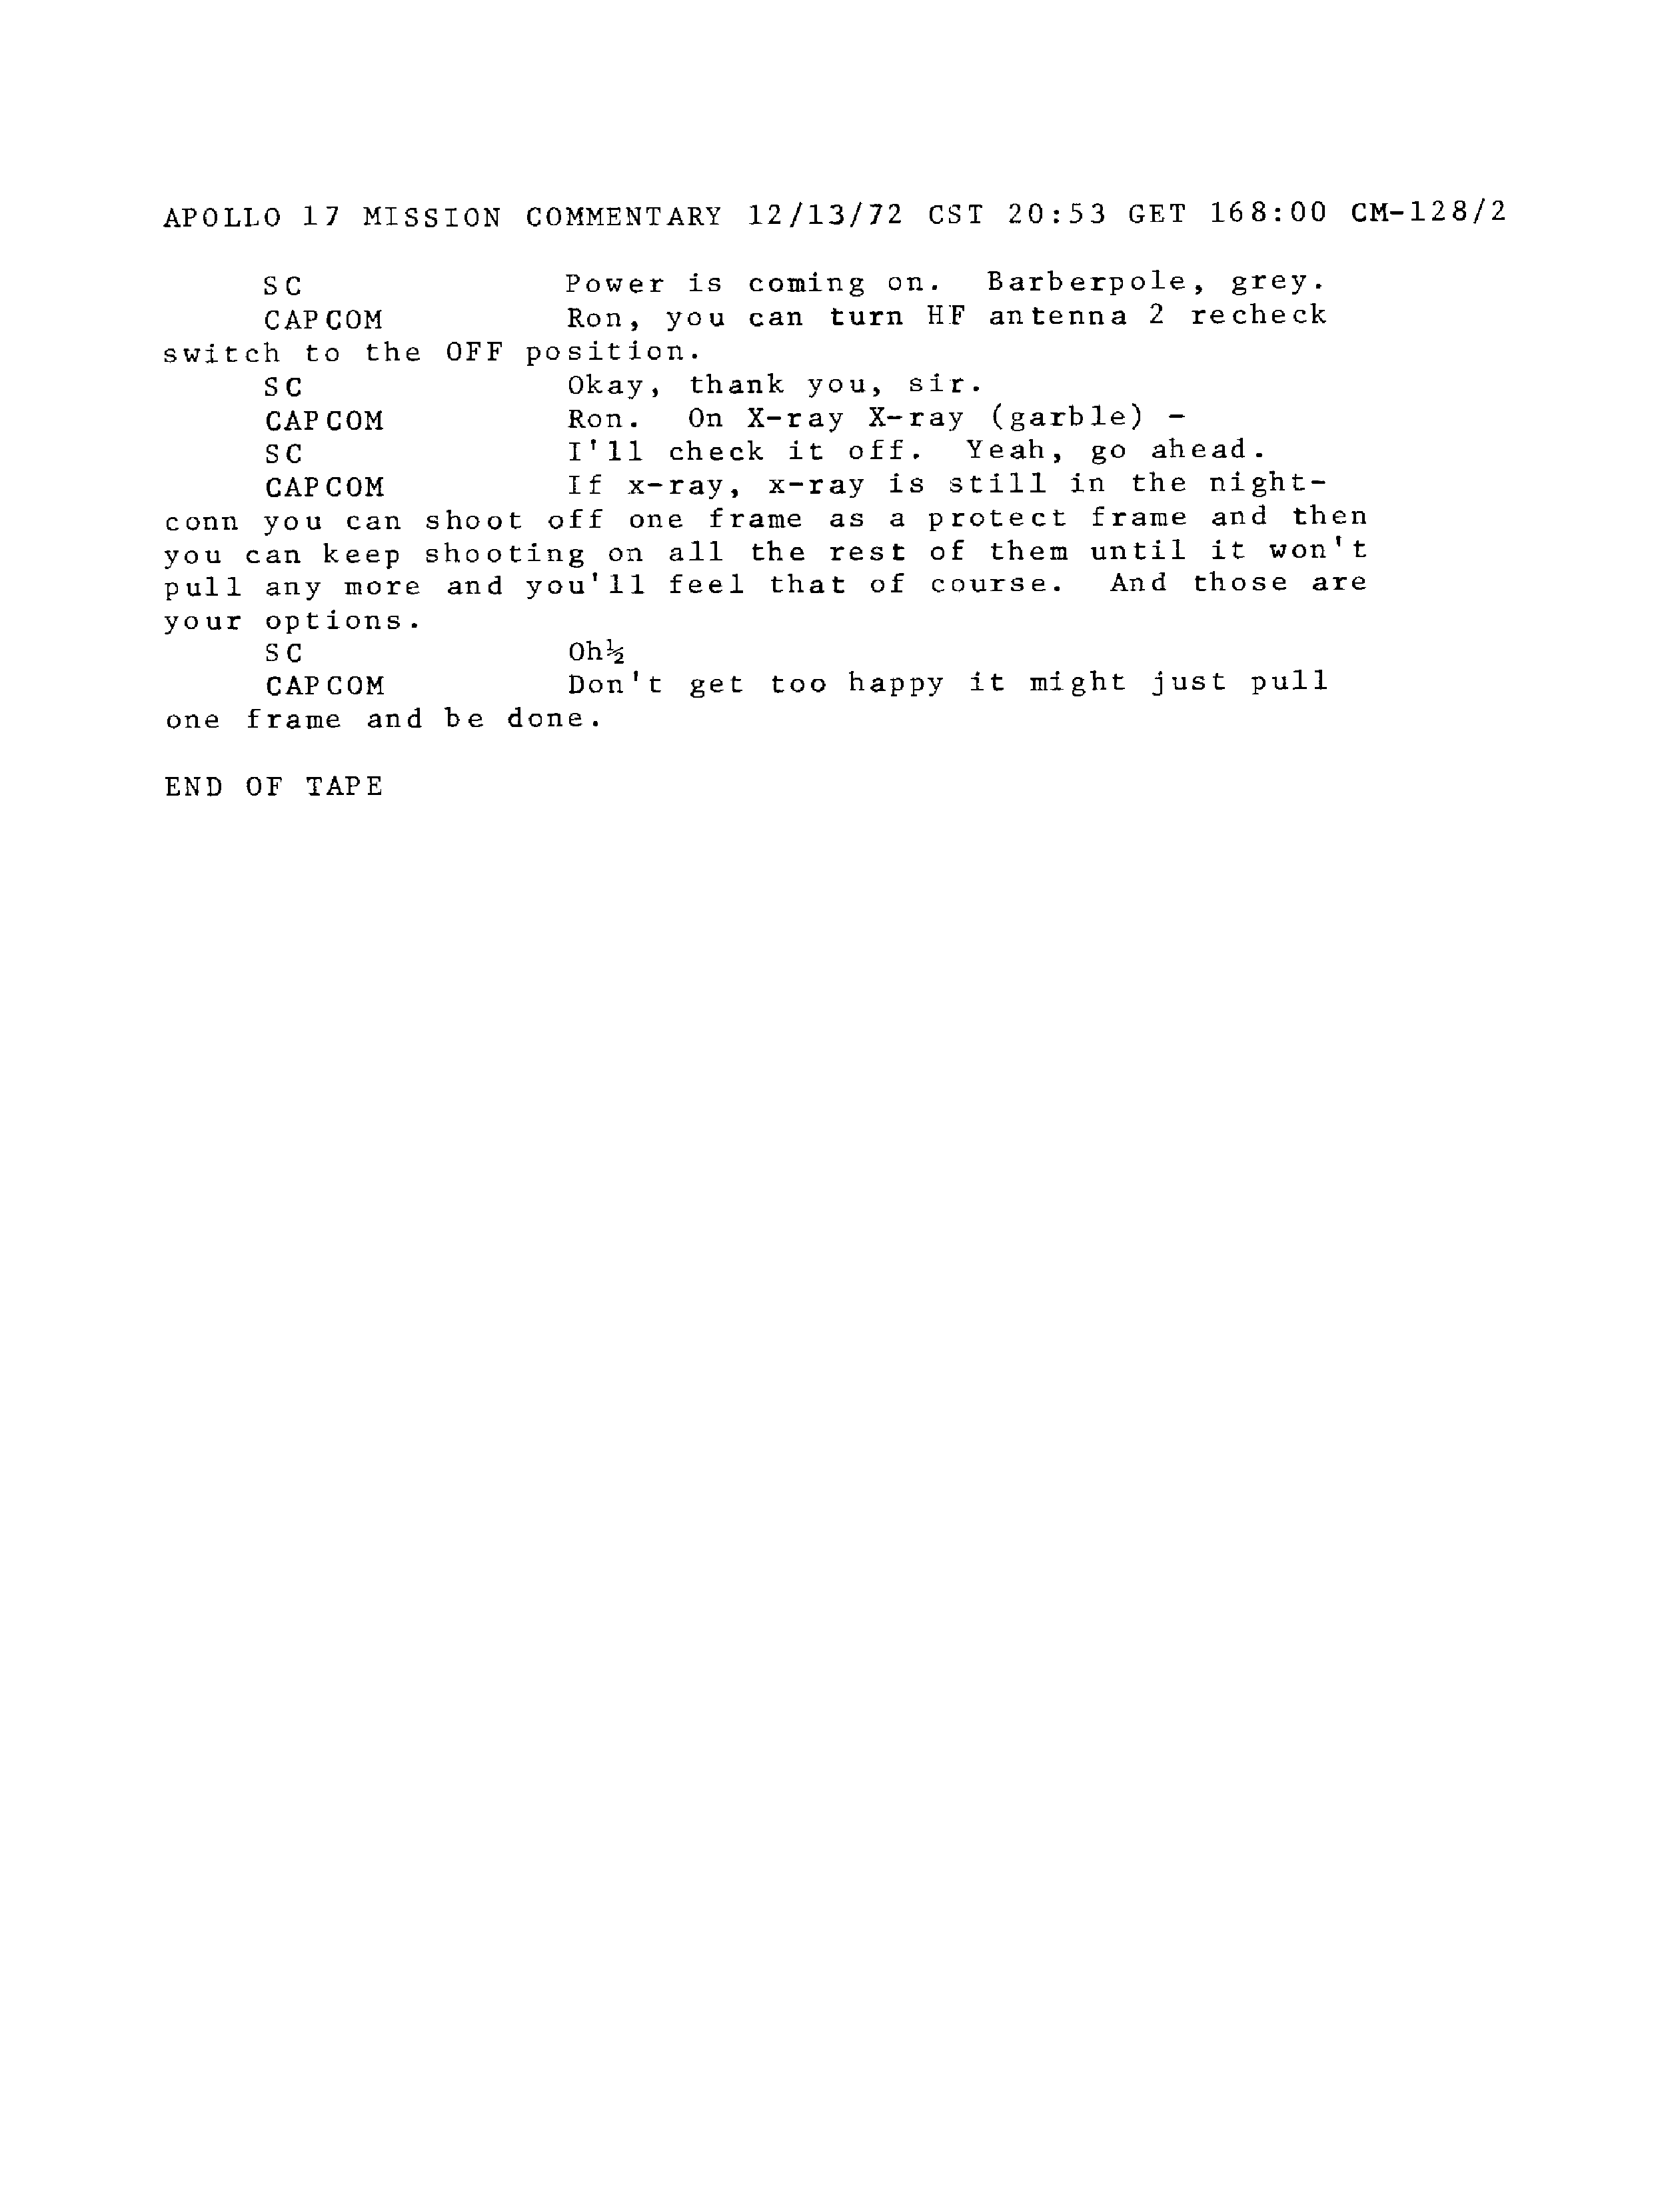 APOLLO 17 MISSION COMMENTARY 12/13/72 CST 20:53 GET 168:00 CM-128/2
SC Power is coming on. Barberpole, grey.
CAPCOM Ron, you can turn HF antenna 2 recheck
switch to the OFF position.
SC Okay, thank you, sir.
CAPCOM Ron. On X-ray X-ray (garble) -
SC I'll check it off. Yeah, go ahead.
CAPCOM If x-ray, x-ray is still in the night-
conn you can shoot off one frame as a protect frame and then
you can keep shooting on all the rest of them until it won't
pull any more and you'll feel that of course. And those are
your options.
SC Oh½
CAPCOM Don't get too happy it might just pull
one frame and be done.
END OF TAPE